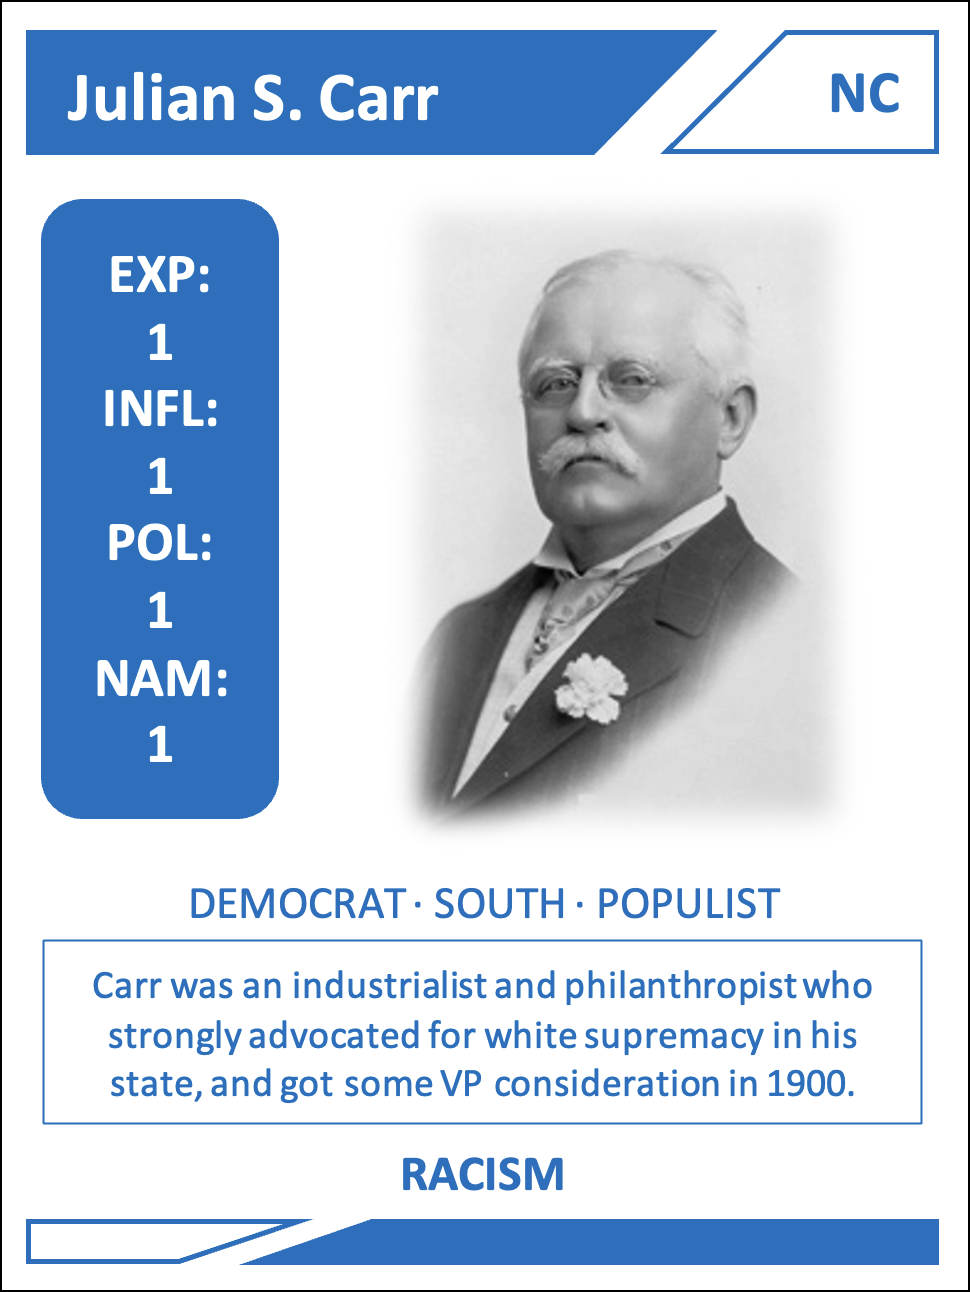 Julian S. Carr
NC
EXP:
1
INFL:
1
POL:
1
NAM:
1
DEMOCRAT · SOUTH · POPULIST
Carr was an industrialist and philanthropist who
strongly advocated for white supremacy in his
state, and got some VP consideration in 1900.
RACISM